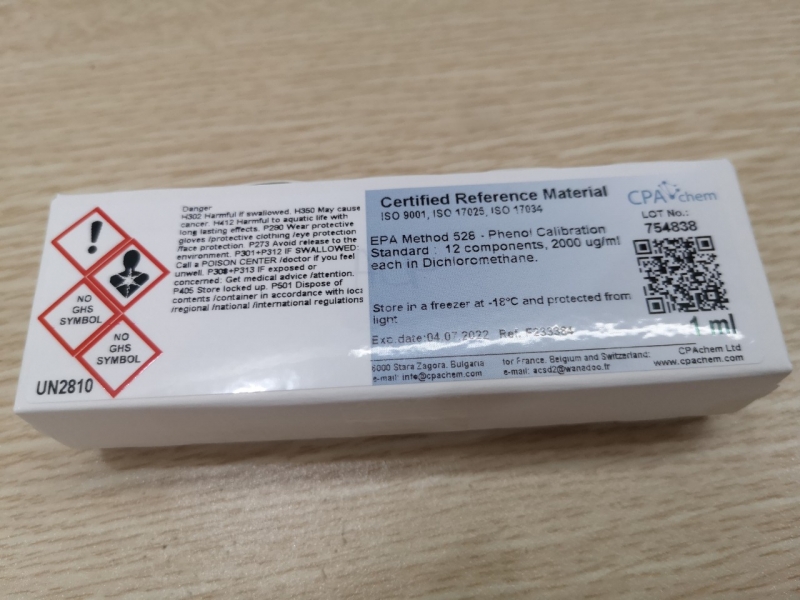 NO
GHS
SYMBOL
NO
GHS
SYMBOL
UN2810
Danger
H302 Harmful if swallowed. H350 May cause
cancer. H412 Harmful to aquatic life with
long lasting effects. P280 Wear protective
gloves /protective clothing /eye protection
/face protection. P273 Avoid release to the
environment. P301+P312 IF SWALLOWED:
Call a POISON CENTER /doctor if you feel
unwell. P308+P313 IF exposed or
concerned: Get medical advice /attention.
P405 Store locked up. P501 Dispose of
contents /container in accordance with loca
/regional /national /international regulations
Certified Reference Material
ISO 9001, ISO 17025, ISO 17034
EPA Method 528 - Phenol Calibration
Standard : 12 components, 2000 ug/ml
each in Dichloromethane.
Store in a freezer at -18°C and protected from
light
Exp.date:04.07.2022 Ref.
6000 Stara Zagora, Bulgaria
e-mail: info@cpachem.com
for France, Belgium and Switzerland:
e-mail: acsd2@wanadoo.fr
CPAchem
LOT No.:
754838
1 ml
CPAchem Ltd
www.cpachem.com